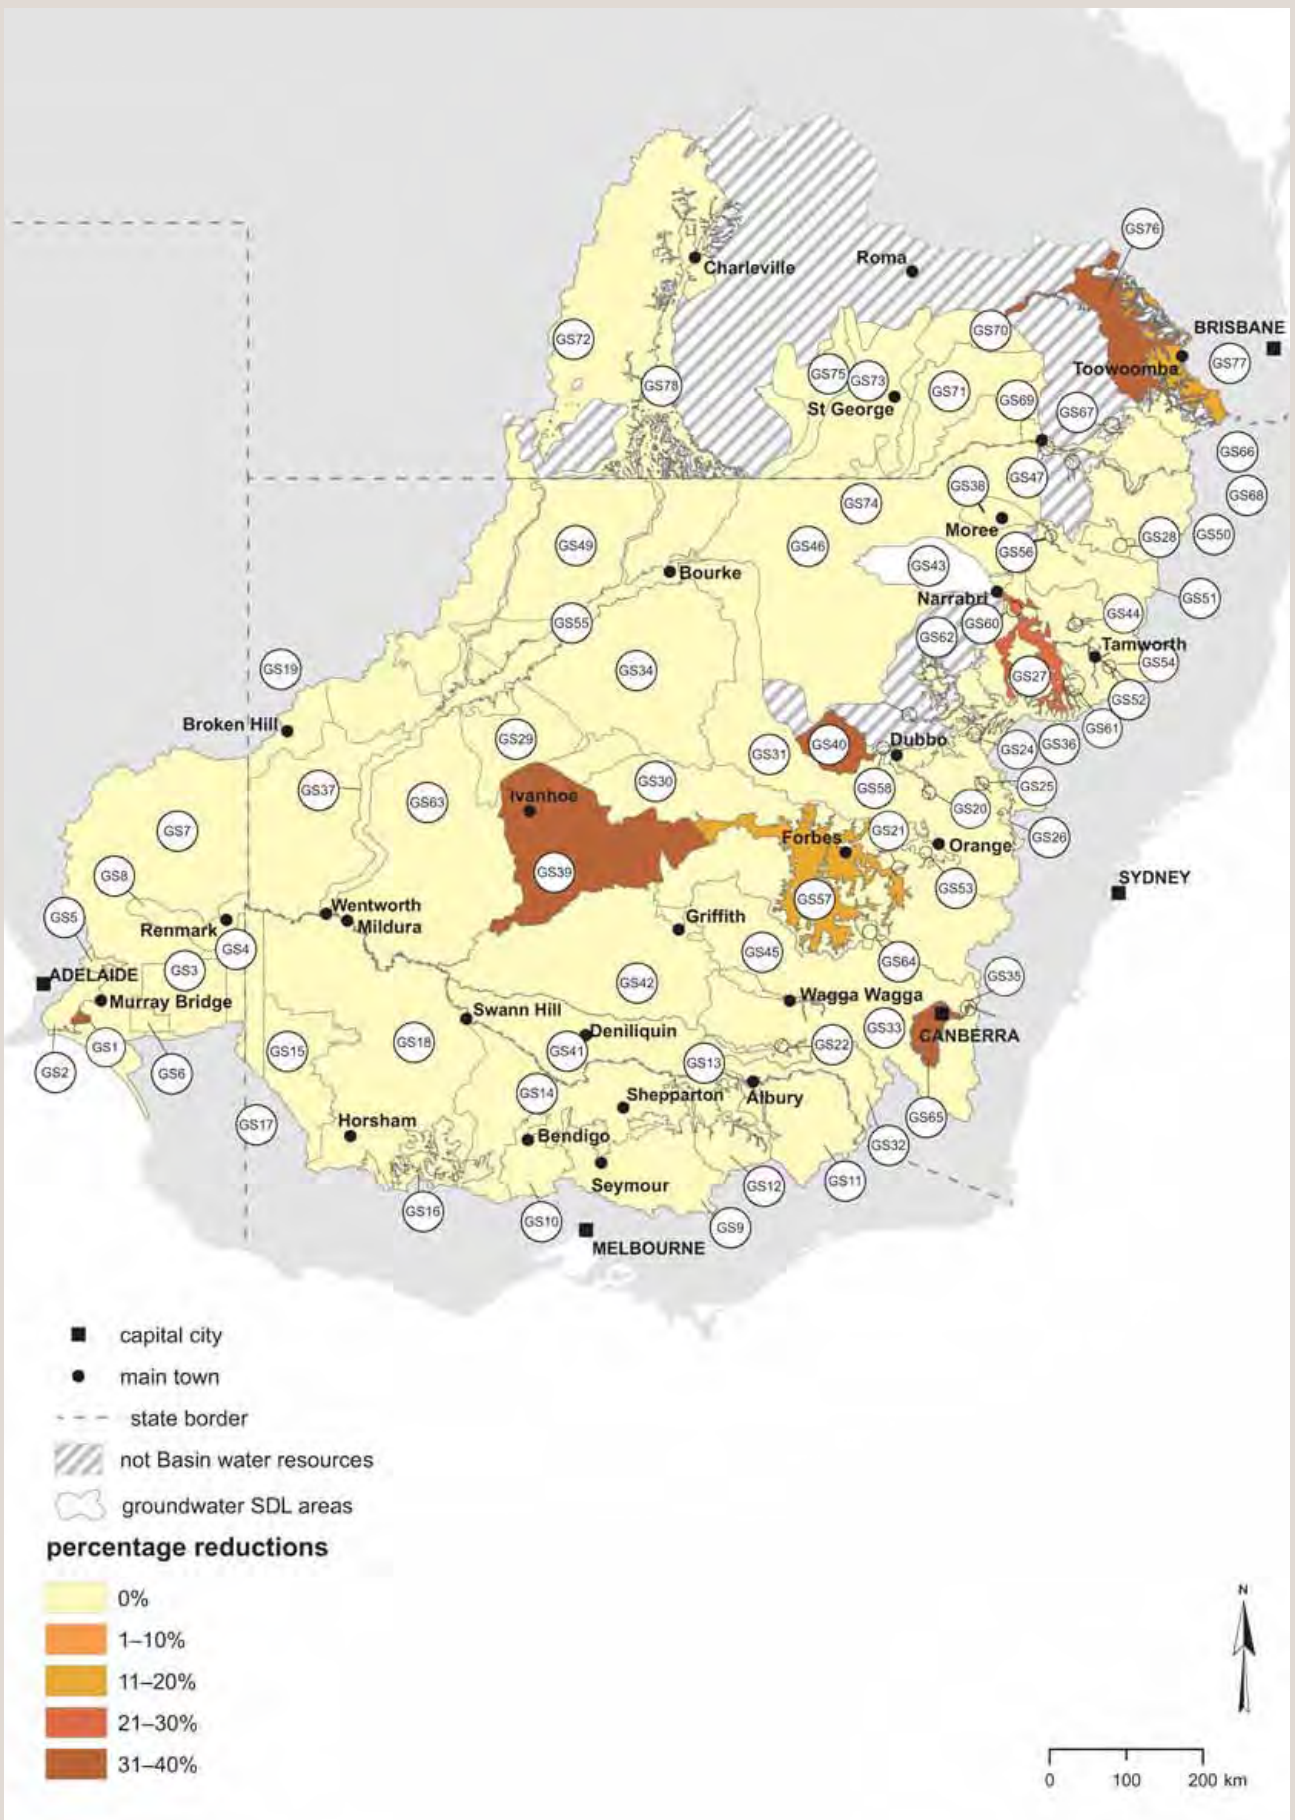 GS76
Charleville
Roma
BRISBANE
GS72
GS70
GS77
Toowoomba
GS78
GS75
GS73
GS71
GS69
St George
GS67
GS66
GS38
GS47
GS68
GS74
Moree
GS50
GS49
GS46
GS56
GS28
GS43
Bourke
Narrabri
GS51
GS55
GS60
GS44
GS62
GS19
GS34
Tamworth
GS54
GS27
GS52
Broken Hill
GS29
GS31
GS40
Dubbo
GS24
GS36
GS61
GS37
GS63
GS30
GS58
GS25
Ivanhoe
GS20
GS7
Forbes
GS21
Orange
GS26
GS8
GS39
GS57
GS53
SYDNEY
GS5
Wentworth
Mildura
Renmark
GS4
Griffith
GS45
GS64
GS35
ADELAIDE
GS3
GS42
Murray Bridge
Swann Hill
Wagga Wagga
GS1
GS15
GS18
Deniliquin
GS41
GS13
GS22
GS33
CANBERRA
GS2
GS6
GS14
Shepparton
Albury
GS17
Horsham
Bendigo
GS65
GS32
Seymour
GS12
GS11
GS16
GS10
GS9
MELBOURNE
capital city
main town
state border
not Basin water resources
groundwater SDL areas
percentage reductions
0%
1–10%
11–20%
21–30%
31–40%
N
0 100 200 km